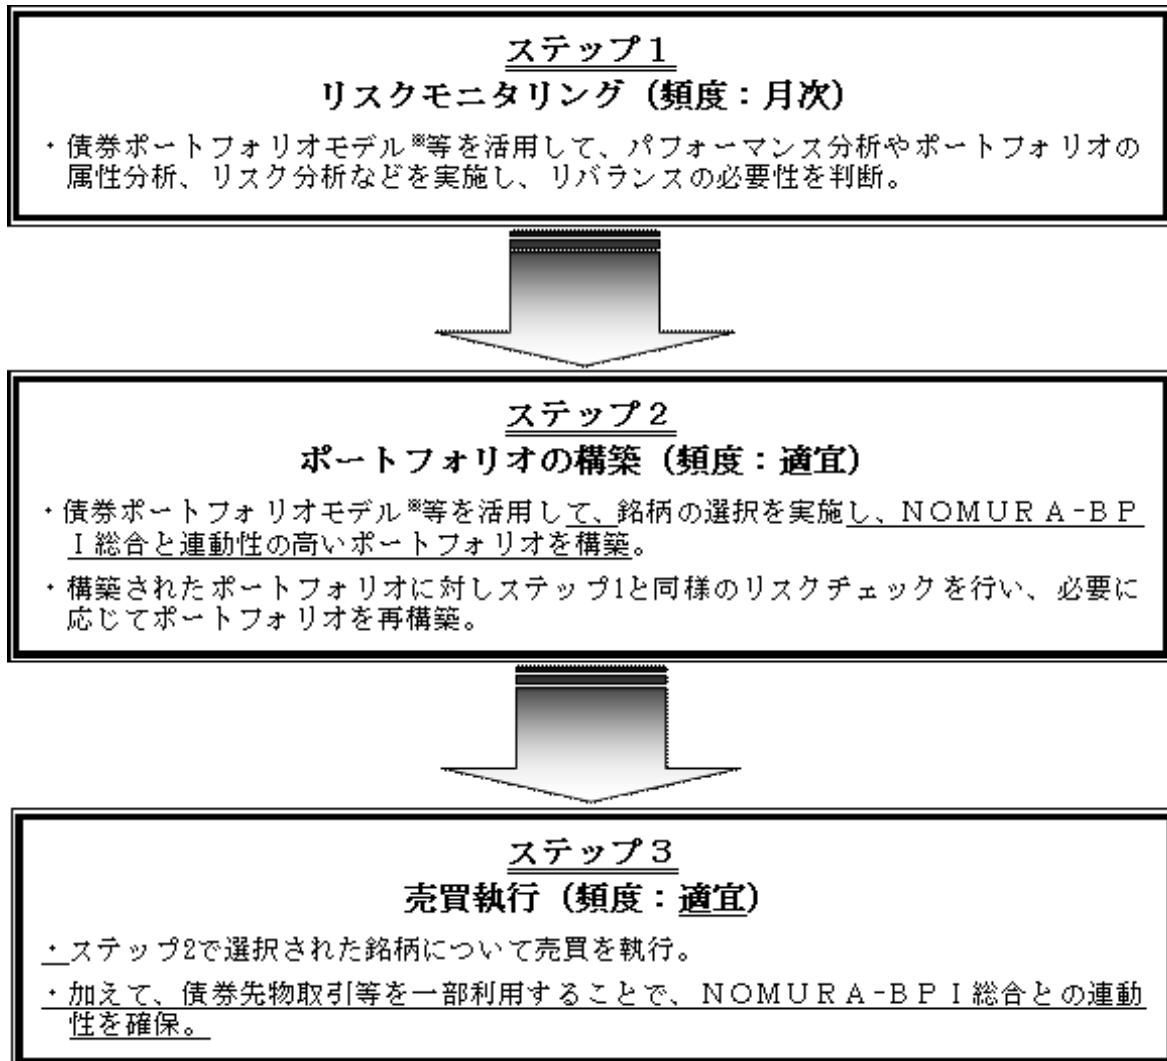 ステップ１
リスクモニタリング（頻度：月次）
・債券ポートフォリオモデル※等を活用して、パフォーマンス分析やポートフォリオの
属性分析、リスク分析などを実施し、リバランスの必要性を判断。
ステップ２
ポートフォリオの構築（頻度：適宜）
・債券ポートフォリオモデル※等を活用して、銘柄の選択を実施し、ＮＯＭＵＲＡ-ＢＰ
Ｉ総合と連動性の高いポートフォリオを構築。
・構築されたポートフォリオに対しステップ1と同様のリスクチェックを行い、必要に
応じてポートフォリオを再構築。
ステップ３
売買執行（頻度：適宜）
・ステップ2で選択された銘柄について売買を執行。
・加えて、債券先物取引等を一部利用することで、ＮＯＭＵＲＡ-ＢＰＩ総合との連動
性を確保。